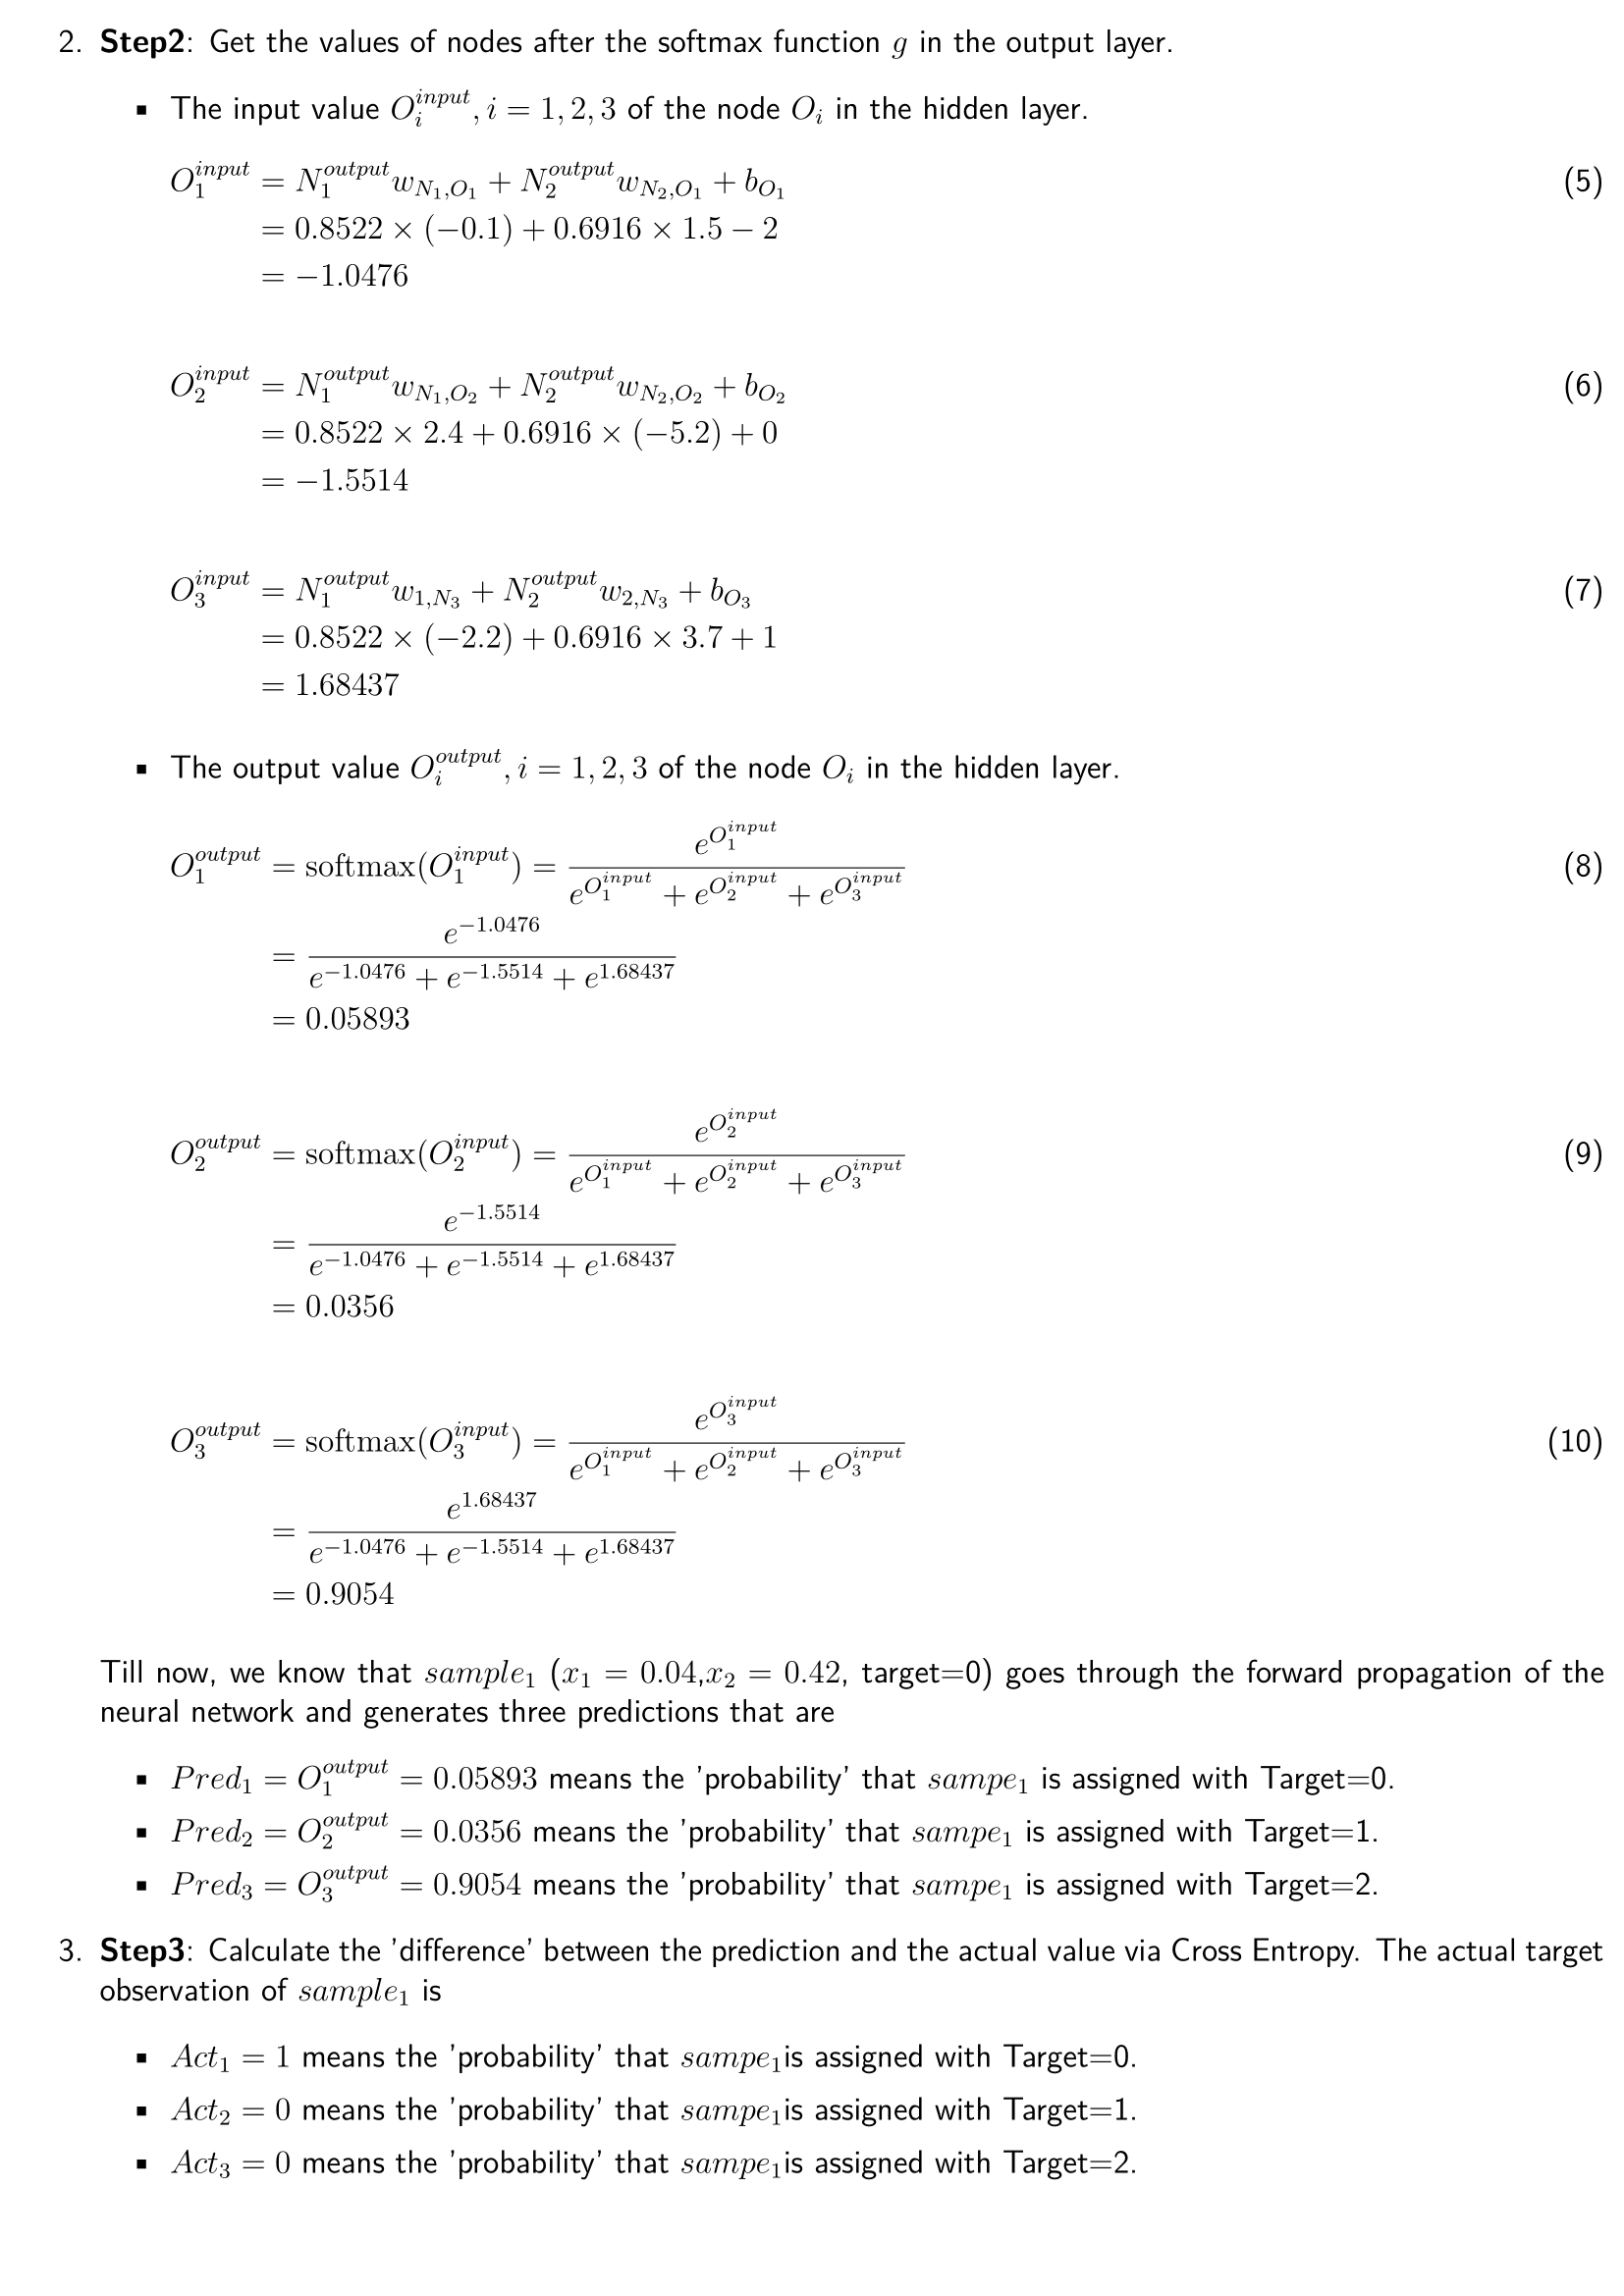 2. Step2: Get the values of nodes after the softmax function $g$ in the output layer.
▪ The input value $O_i^{input}, i = 1, 2, 3$ of the node $O_i$ in the hidden layer.
$O_1^{input} = N_1^{output} w_{N_1,O_1} + N_2^{output} w_{N_2,O_1} + b_{O_1}$ (5)
$= 0.8522 \times (-0.1) + 0.6916 \times 1.5 - 2$
$= -1.0476$
$O_2^{input} = N_1^{output} w_{N_1,O_2} + N_2^{output} w_{N_2,O_2} + b_{O_2}$ (6)
$= 0.8522 \times 2.4 + 0.6916 \times (-5.2) + 0$
$= -1.5514$
$O_3^{input} = N_1^{output} w_{1,N_3} + N_2^{output} w_{2,N_3} + b_{O_3}$ (7)
$= 0.8522 \times (-2.2) + 0.6916 \times 3.7 + 1$
$= 1.68437$
▪ The output value $O_i^{output}, i = 1, 2, 3$ of the node $O_i$ in the hidden layer.
$O_1^{output} = \mathrm{softmax}(O_1^{input}) = \frac{e^{O_1^{input}}}{e^{O_1^{input}} + e^{O_2^{input}} + e^{O_3^{input}}}$ (8)
$= \frac{e^{-1.0476}}{e^{-1.0476} + e^{-1.5514} + e^{1.68437}}$
$= 0.05893$
$O_2^{output} = \mathrm{softmax}(O_2^{input}) = \frac{e^{O_2^{input}}}{e^{O_1^{input}} + e^{O_2^{input}} + e^{O_3^{input}}}$ (9)
$= \frac{e^{-1.5514}}{e^{-1.0476} + e^{-1.5514} + e^{1.68437}}$
$= 0.0356$
$O_3^{output} = \mathrm{softmax}(O_3^{input}) = \frac{e^{O_3^{input}}}{e^{O_1^{input}} + e^{O_2^{input}} + e^{O_3^{input}}}$ (10)
$= \frac{e^{1.68437}}{e^{-1.0476} + e^{-1.5514} + e^{1.68437}}$
$= 0.9054$
Till now, we know that $sample_1$ ($x_1 = 0.04$,$x_2 = 0.42$, target=0) goes through the forward propagation of the
neural network and generates three predictions that are
▪ $Pred_1 = O_1^{output} = 0.05893$ means the 'probability' that $sampe_1$ is assigned with Target=0.
▪ $Pred_2 = O_2^{output} = 0.0356$ means the 'probability' that $sampe_1$ is assigned with Target=1.
▪ $Pred_3 = O_3^{output} = 0.9054$ means the 'probability' that $sampe_1$ is assigned with Target=2.
3. Step3: Calculate the 'difference' between the prediction and the actual value via Cross Entropy. The actual target
observation of $sample_1$ is
▪ $Act_1 = 1$ means the 'probability' that $sampe_1$is assigned with Target=0.
▪ $Act_2 = 0$ means the 'probability' that $sampe_1$is assigned with Target=1.
▪ $Act_3 = 0$ means the 'probability' that $sampe_1$is assigned with Target=2.